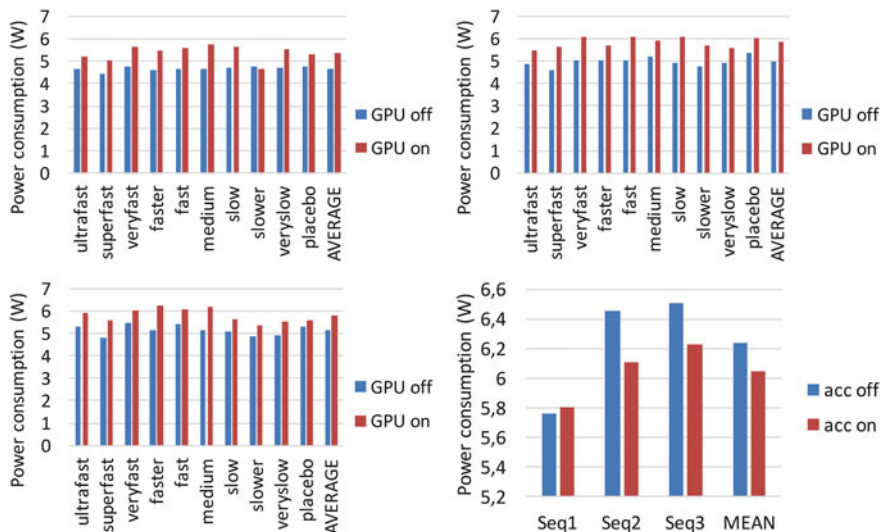 Power consumption (W)
7
6
5
4
3
2
1
0
ultrafast
superfast
veryfast
faster
fast
medium
slow
slower
veryslow
placebo
AVERAGE
GPU off
GPU on
Power consumption (W)
7
6
5
4
3
2
1
0
ultrafast
superfast
veryfast
faster
fast
medium
slow
slower
veryslow
placebo
AVERAGE
GPU off
GPU on
Power consumption (W)
7
6
5
4
3
2
1
0
ultrafast
superfast
veryfast
faster
fast
medium
slow
slower
veryslow
placebo
AVERAGE
GPU off
GPU on
Power consumption (W)
6,6
6,4
6,2
6
5,8
5,6
5,4
5,2
Seq1
Seq2
Seq3
MEAN
acc off
acc on